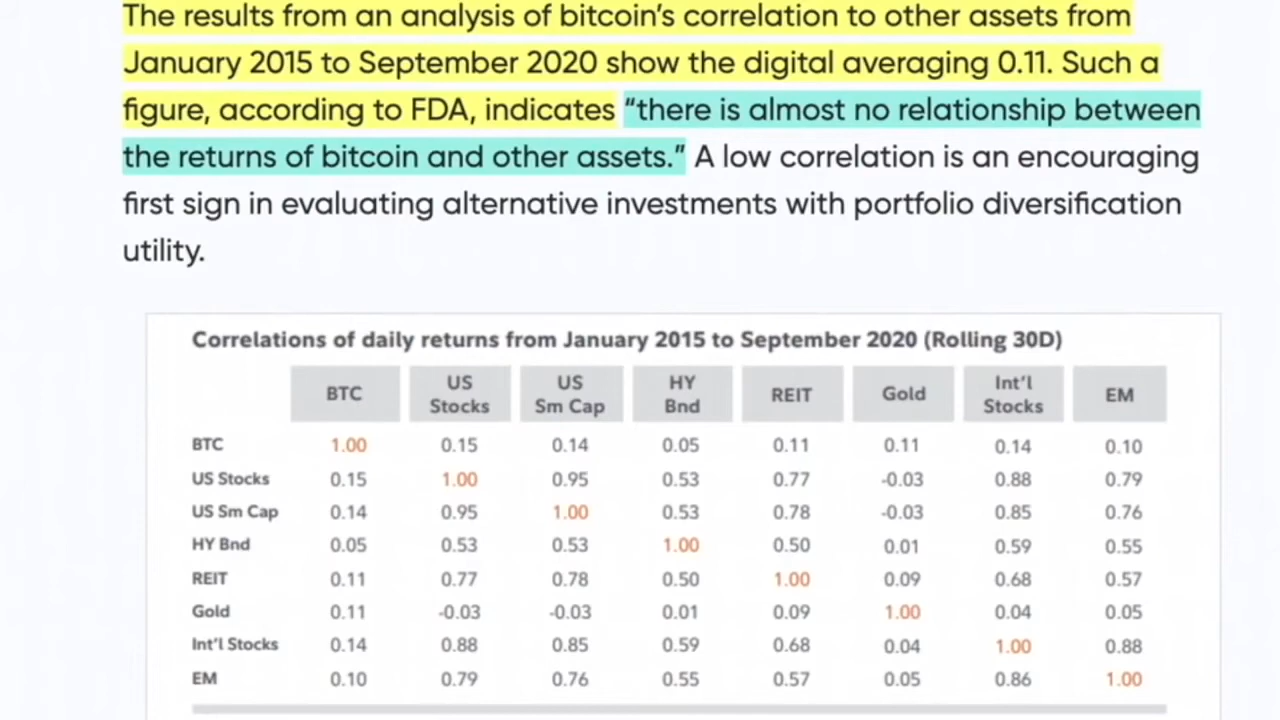 The results from an analysis of bitcoin's correlation to other assets from
January 2015 to September 2020 show the digital averaging 0.11. Such a
figure, according to FDA, indicates “there is almost no relationship between
the returns of bitcoin and other assets.” A low correlation is an encouraging
first sign in evaluating alternative investments with portfolio diversification
utility.
Correlations of daily returns from January 2015 to September 2020 (Rolling 30D)
BTC US Stocks US Sm Cap HY Bnd REIT Gold Int'l Stocks EM
BTC 1.00 0.15 0.14 0.05 0.11 0.11 0.14 0.10
US Stocks 0.15 1.00 0.95 0.53 0.77 -0.03 0.88 0.79
US Sm Cap 0.14 0.95 1.00 0.53 0.78 -0.03 0.85 0.76
HY Bnd 0.05 0.53 0.53 1.00 0.50 0.01 0.59 0.55
REIT 0.11 0.77 0.78 0.50 1.00 0.09 0.68 0.57
Gold 0.11 -0.03 -0.03 0.01 0.09 1.00 0.04 0.05
Int'l Stocks 0.14 0.88 0.85 0.59 0.68 0.04 1.00 0.88
EM 0.10 0.79 0.76 0.55 0.57 0.05 0.86 1.00